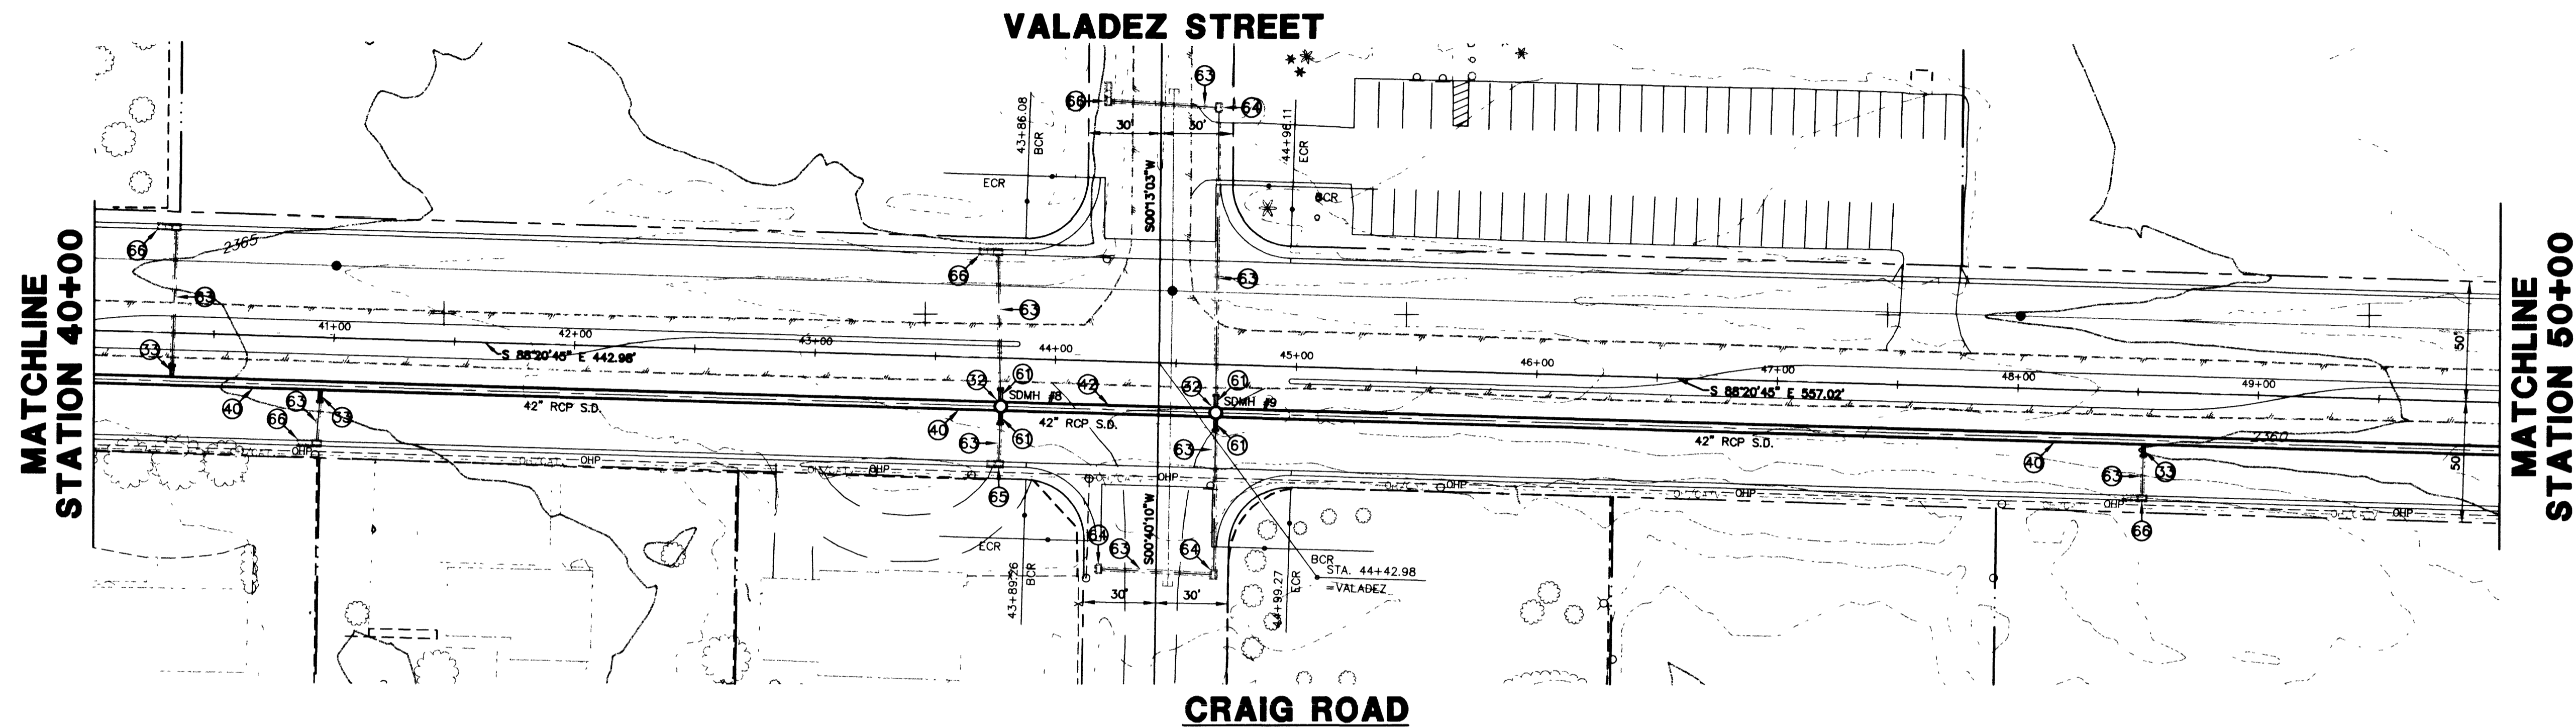 VALADEZ STREET
63
66
64
30'
30'
43+86.08
BCR
44+96.11
ECR
ECR
BCR
S00°13'03"W
MATCHLINE
STATION 40+00
66
2365
66
63
63
63
41+00
42+00
43+00
44+00
45+00
46+00
47+00
48+00
49+00
50'
33
S 88°20'45" E 442.98'
S 88°20'45" E 557.02'
32
61
42
32
61
SDMH #8
SDMH #9
40
63
33
42" RCP S.D.
40
42" RCP S.D.
42" RCP S.D.
40
2360
50'
66
61
61
63
63
63
33
OHP
OHP
OHP
OHP
OHP
OHP
OHP
OHP
65
66
MATCHLINE
STATION 50+00
64
63
64
S00°40'10"W
ECR
43+89.26
BCR
44+99.27
ECR
BCR
STA. 44+42.98
=VALADEZ
30'
30'
CRAIG ROAD